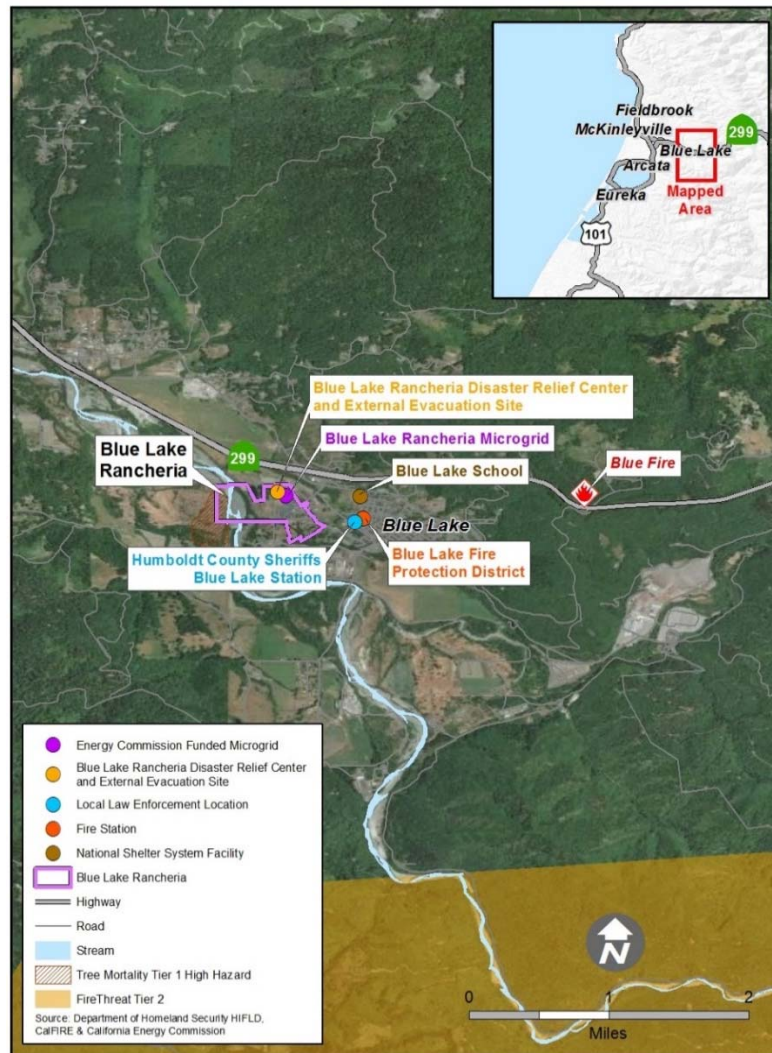 Fieldbrook
McKinleyville
299
Blue Lake
Arcata
Mapped
Area
Eureka
101
Blue Lake Rancheria Disaster Relief Center
and External Evacuation Site
Blue Lake
Rancheria
299
Blue Lake Rancheria Microgrid
Blue Lake School
Blue Fire
Blue Lake
Humboldt County Sheriffs
Blue Lake Station
Blue Lake Fire
Protection District
Energy Commission Funded Microgrid
Blue Lake Rancheria Disaster Relief Center
and External Evacuation Site
Local Law Enforcement Location
Fire Station
National Shelter System Facility
Blue Lake Rancheria
Highway
Road
Stream
Tree Mortality Tier 1 High Hazard
FireThreat Tier 2
Source: Department of Homeland Security HIFLD,
CalFIRE & California Energy Commission
N
0 1 2
Miles